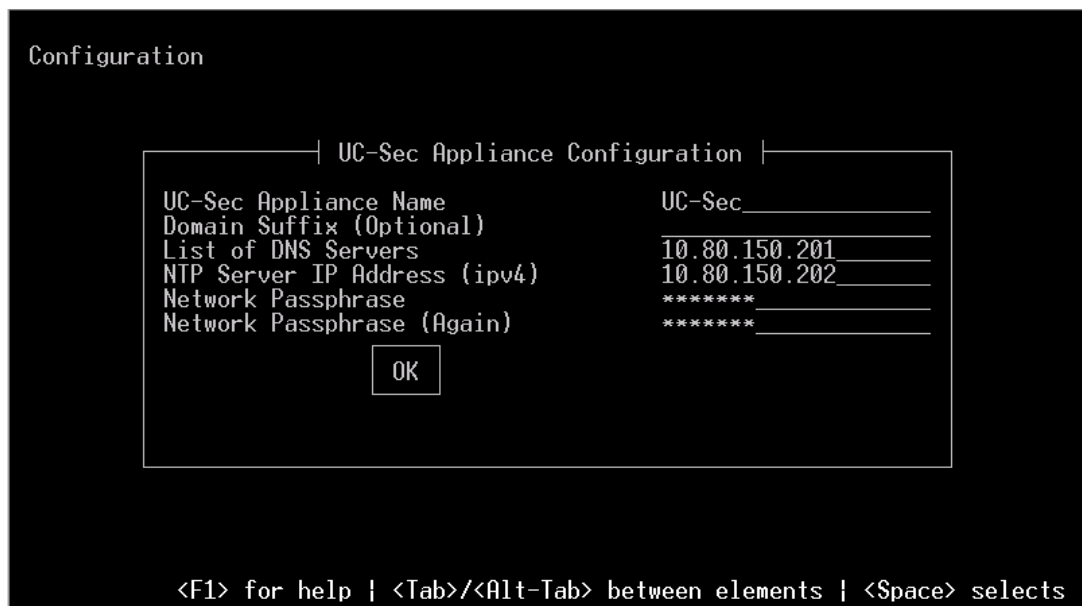 Configuration
UC-Sec Appliance Configuration
UC-Sec Appliance Name UC-Sec
Domain Suffix (Optional)
List of DNS Servers 10.80.150.201
NTP Server IP Address (ipv4) 10.80.150.202
Network Passphrase *******
Network Passphrase (Again) *******
OK
<F1> for help | <Tab>/<Alt-Tab> between elements | <Space> selects